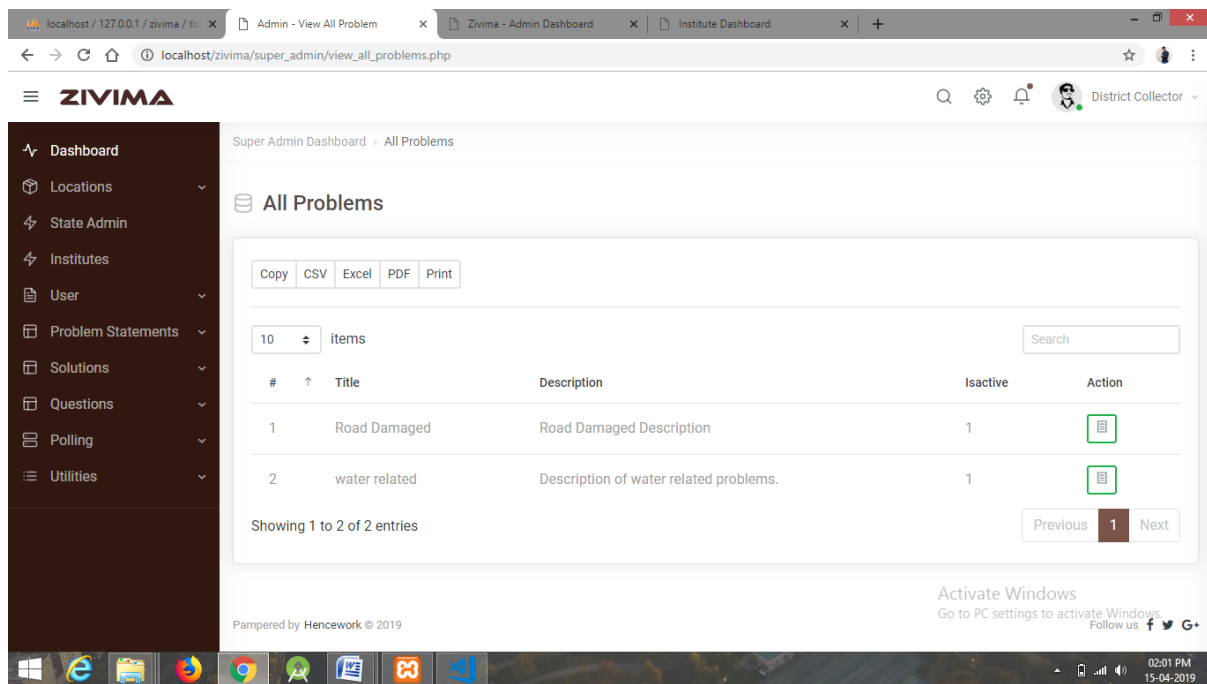 localhost / 127.0.0.1 / zivima / tb
Admin - View All Problem
Zivima - Admin Dashboard
Institute Dashboard
localhost/zivima/super_admin/view_all_problems.php
ZIVIMA
District Collector
Dashboard
Locations
State Admin
Institutes
User
Problem Statements
Solutions
Questions
Polling
Utilities
Super Admin Dashboard > All Problems
All Problems
Copy CSV Excel PDF Print
10 items Search
# ↑ Title Description Isactive Action
1 Road Damaged Road Damaged Description 1
2 water related Description of water related problems. 1
Showing 1 to 2 of 2 entries Previous 1 Next
Activate Windows
Go to PC settings to activate Windows.
Pampered by Hencework © 2019 Follow us f G+
02:01 PM
15-04-2019